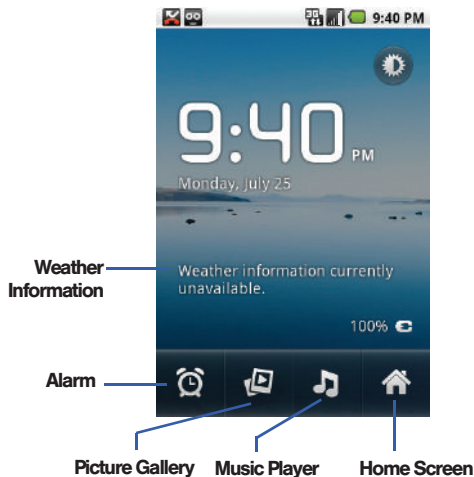 3G 9:40 PM
9:40 PM
Monday, July 25
Weather Information
Weather information currently
unavailable.
100%
Alarm
Picture Gallery Music Player Home Screen